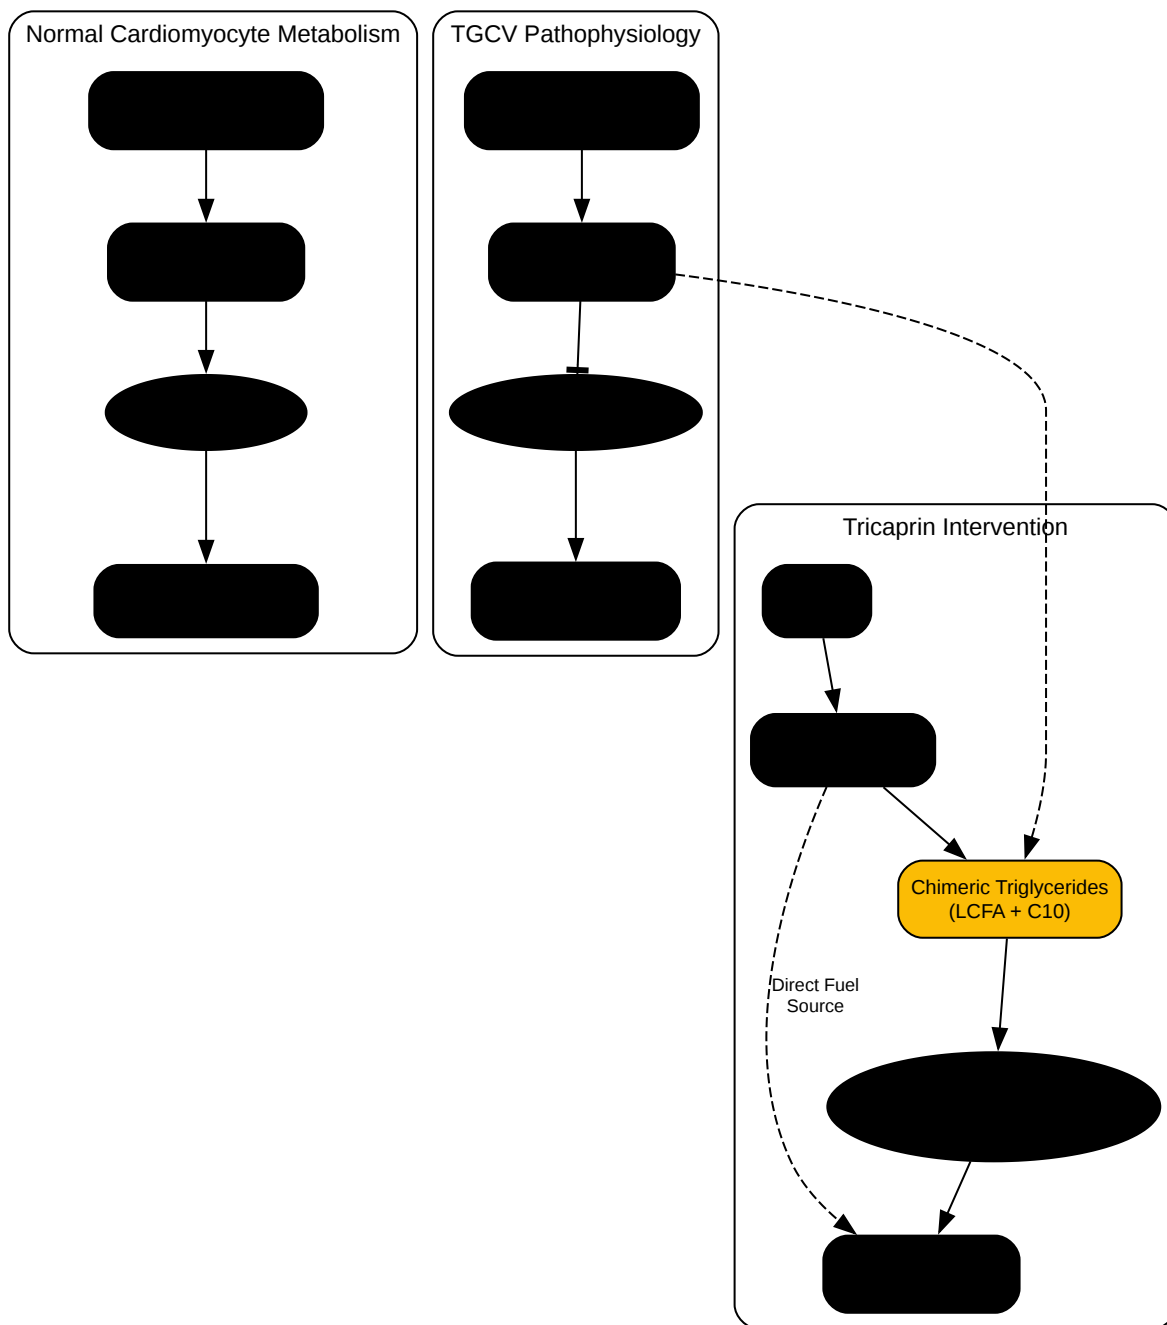 Normal Cardiomyocyte Metabolism
TGCV Pathophysiology
Tricaprin Intervention
Chimeric Triglycerides
(LCFA + C10)
Direct Fuel
Source